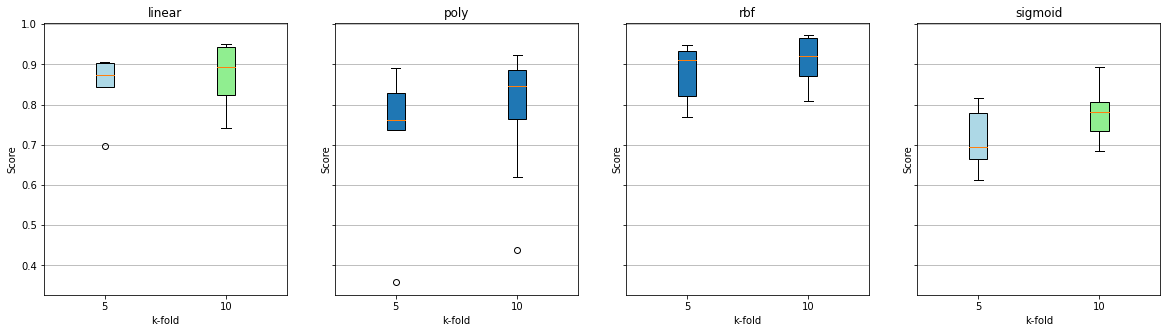 linear
poly
rbf
sigmoid
1.0
0.9
0.8
0.7
0.6
0.5
0.4
Score
Score
Score
Score
5
10
5
10
5
10
5
10
k-fold
k-fold
k-fold
k-fold